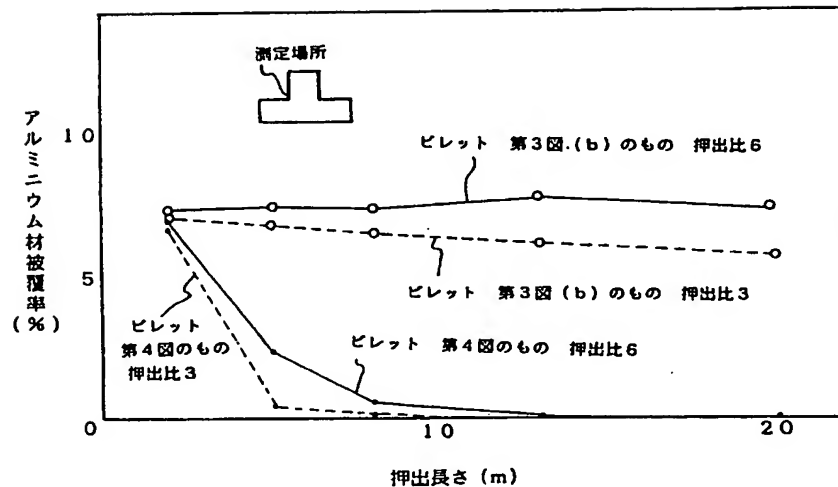 測定場所
アルミニウム材被覆率(%)
10
5
0
ビレット 第3図.(b)のもの 押出比6
ビレット 第3図(b)のもの 押出比3
ビレット
第4図のもの
押出比3
ビレット 第4図のもの 押出比6
10
20
押出長さ(m)